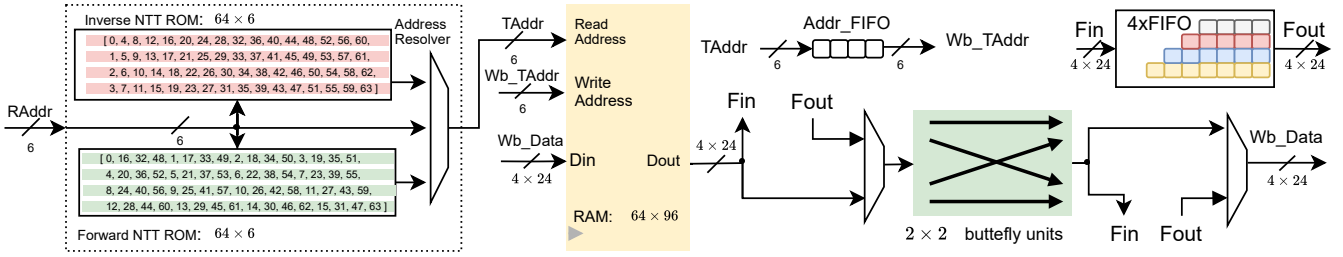 Inverse NTT ROM: 64 × 6
[ 0, 4, 8, 12, 16, 20, 24, 28, 32, 36, 40, 44, 48, 52, 56, 60,
1, 5, 9, 13, 17, 21, 25, 29, 33, 37, 41, 45, 49, 53, 57, 61,
2, 6, 10, 14, 18, 22, 26, 30, 34, 38, 42, 46, 50, 54, 58, 62,
3, 7, 11, 15, 19, 23, 27, 31, 35, 39, 43, 47, 51, 55, 59, 63 ]
Address
Resolver
RAddr
6
6
[ 0, 16, 32, 48, 1, 17, 33, 49, 2, 18, 34, 50, 3, 19, 35, 51,
4, 20, 36, 52, 5, 21, 37, 53, 6, 22, 38, 54, 7, 23, 39, 55,
8, 24, 40, 56, 9, 25, 41, 57, 10, 26, 42, 58, 11, 27, 43, 59,
12, 28, 44, 60, 13, 29, 45, 61, 14, 30, 46, 62, 15, 31, 47, 63 ]
Forward NTT ROM: 64 × 6
TAddr
6
Wb_TAddr
6
Wb_Data
4 × 24
Read
Address
Write
Address
Din
Dout
RAM: 64 × 96
4 × 24
TAddr
6
Addr_FIFO
6
Wb_TAddr
Fin
4 × 24
4xFIFO
Fout
4 × 24
Fin
Fout
2 × 2 buttefly units
Fin
Fout
Wb_Data
4 × 24